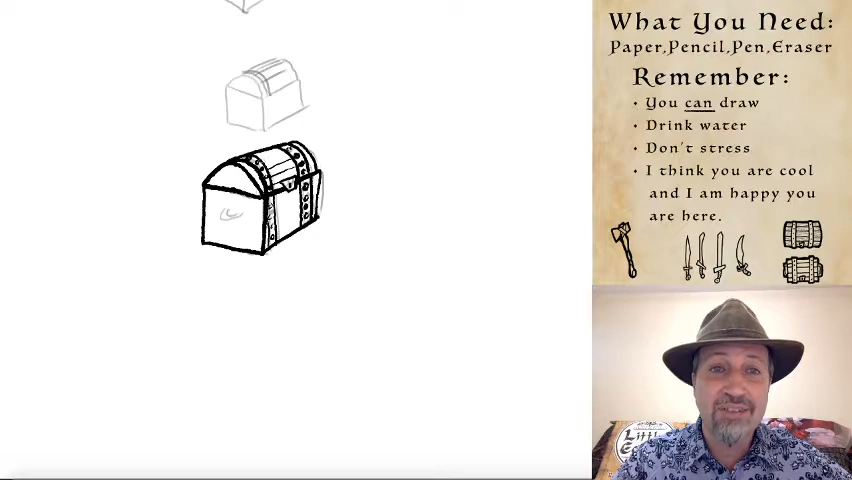 What You Need:
Paper,Pencil,Pen,Eraser
Remember:
• You can draw
• Drink water
• Don't stress
• I think you are cool
and I am happy you
are here.